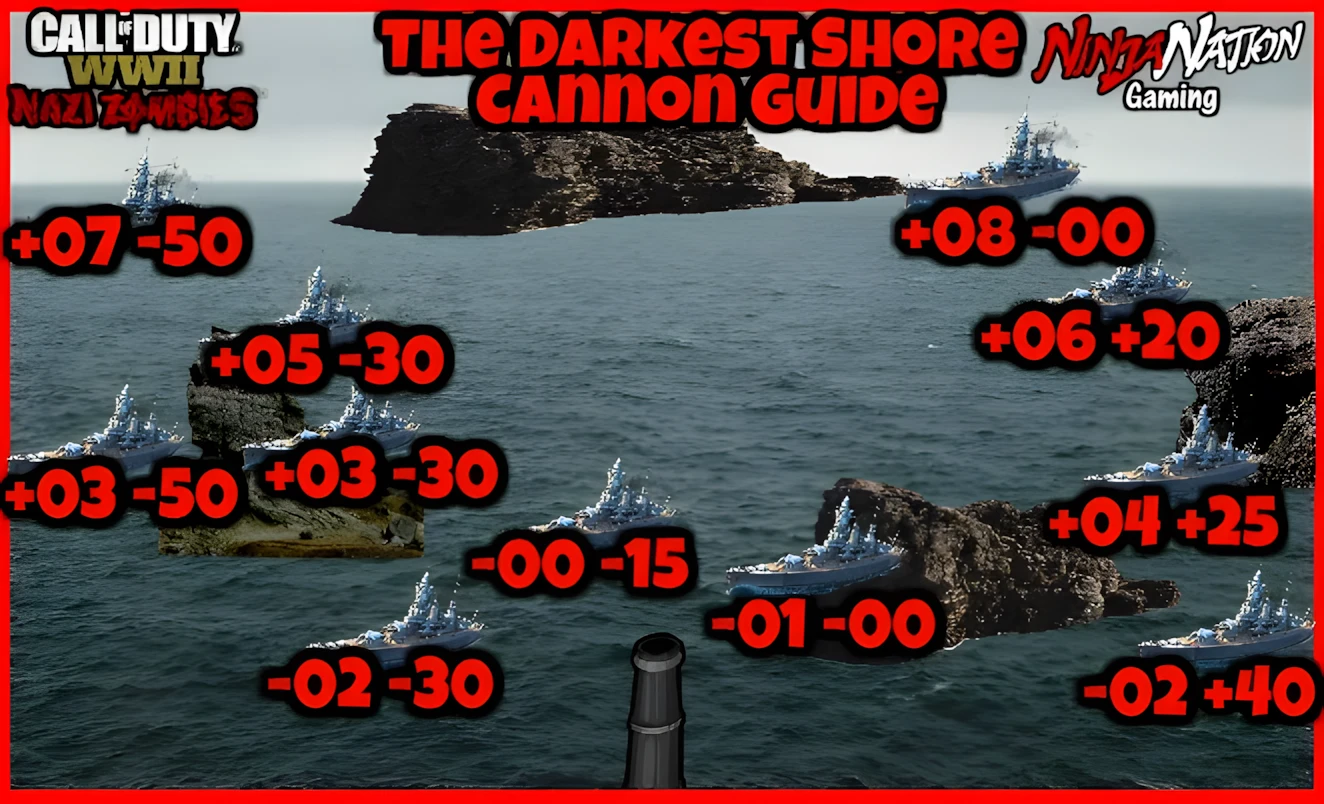 CALL OF DUTY
WWII
NAZI ZOMBIES
THE DARKEST SHORE
CANNON GUIDE
NINJA NATION
Gaming
+07 -50
+08 -00
+05 -30
+06 +20
+03 -50
+03 -30
+04 +25
-00 -15
-01 -00
-02 -30
-02 +40